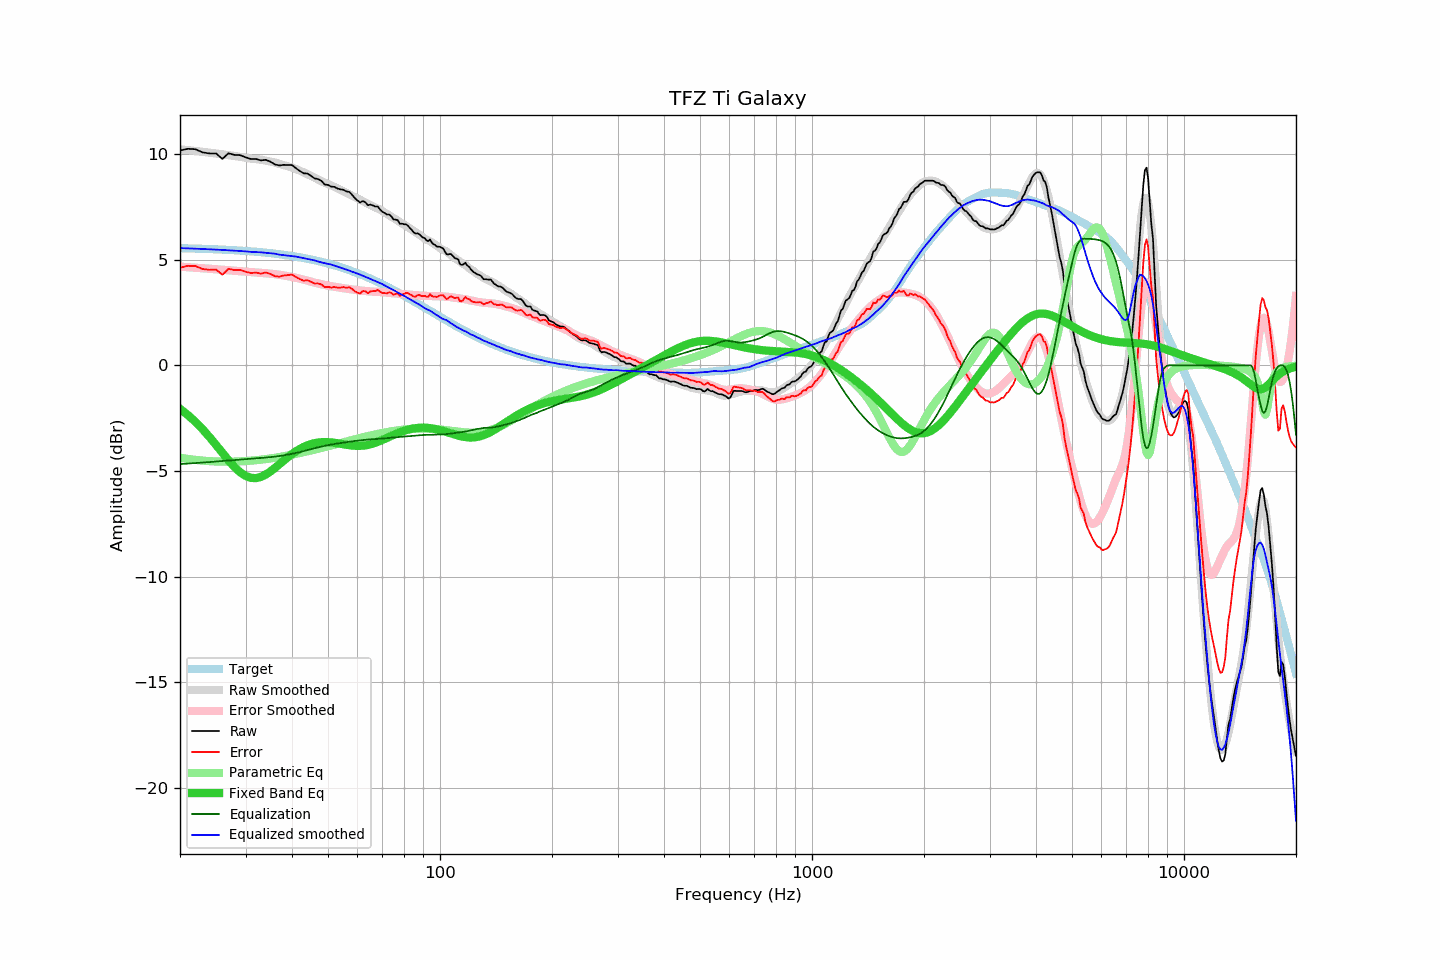 TFZ Ti Galaxy
10
5
0
−5
−10
−15
−20
Amplitude (dBr)
Target
Raw Smoothed
Error Smoothed
Raw
Error
Parametric Eq
Fixed Band Eq
Equalization
Equalized smoothed
100 1000 10000
Frequency (Hz)